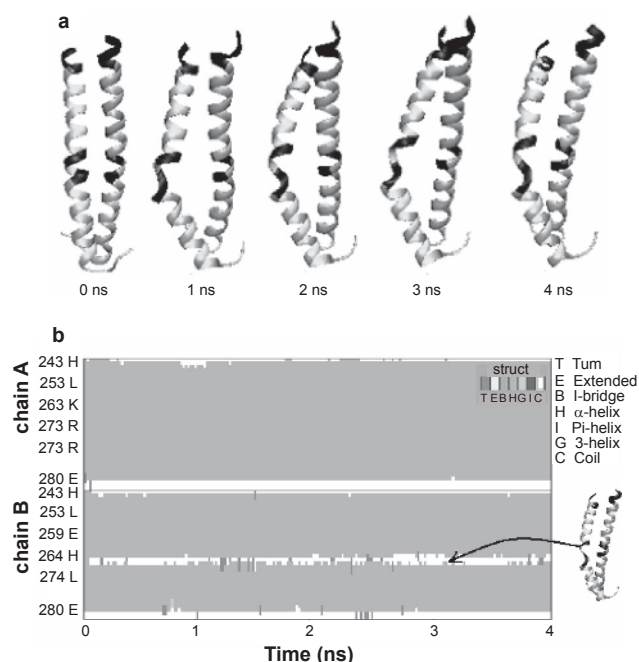 a
0 ns
1 ns
2 ns
3 ns
4 ns
b
chain A
243 H
253 L
263 K
273 R
273 R
280 E
chain B
243 H
253 L
259 E
264 H
274 L
280 E
struct
T E B H G I C
T Tum
E Extended
B I-bridge
H α-helix
I Pi-helix
G 3-helix
C Coil
0 1 2 3 4
Time (ns)